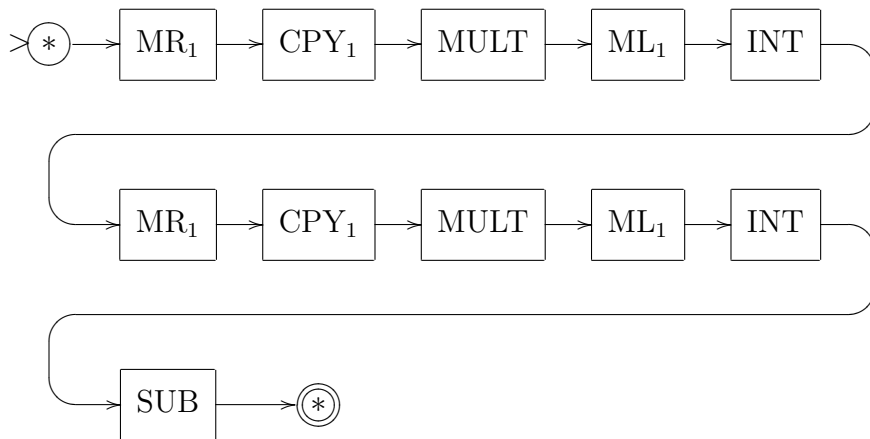 > * MR₁ CPY₁ MULT ML₁ INT
MR₁ CPY₁ MULT ML₁ INT
SUB *